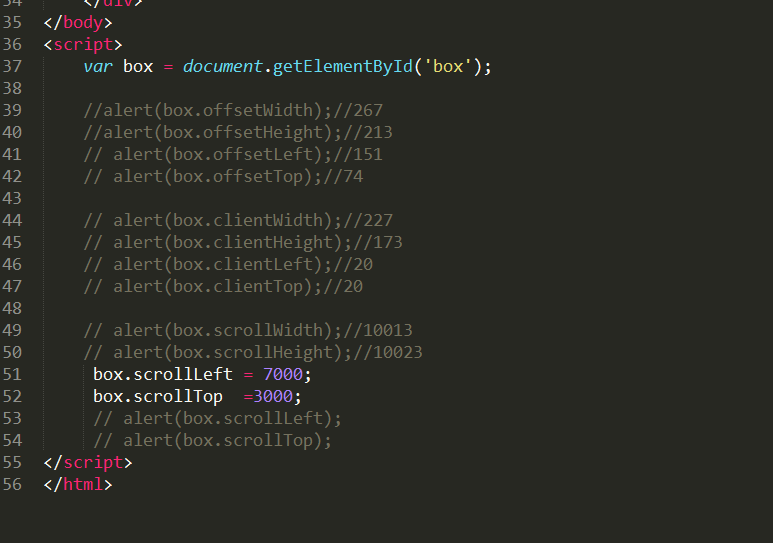 34 </div>
35 </body>
36 <script>
37 var box = document.getElementById('box');
38
39 //alert(box.offsetWidth);//267
40 //alert(box.offsetHeight);//213
41 // alert(box.offsetLeft);//151
42 // alert(box.offsetTop);//74
43
44 // alert(box.clientWidth);//227
45 // alert(box.clientHeight);//173
46 // alert(box.clientLeft);//20
47 // alert(box.clientTop);//20
48
49 // alert(box.scrollWidth);//10013
50 // alert(box.scrollHeight);//10023
51 box.scrollLeft = 7000;
52 box.scrollTop  =3000;
53 // alert(box.scrollLeft);
54 // alert(box.scrollTop);
55 </script>
56 </html>